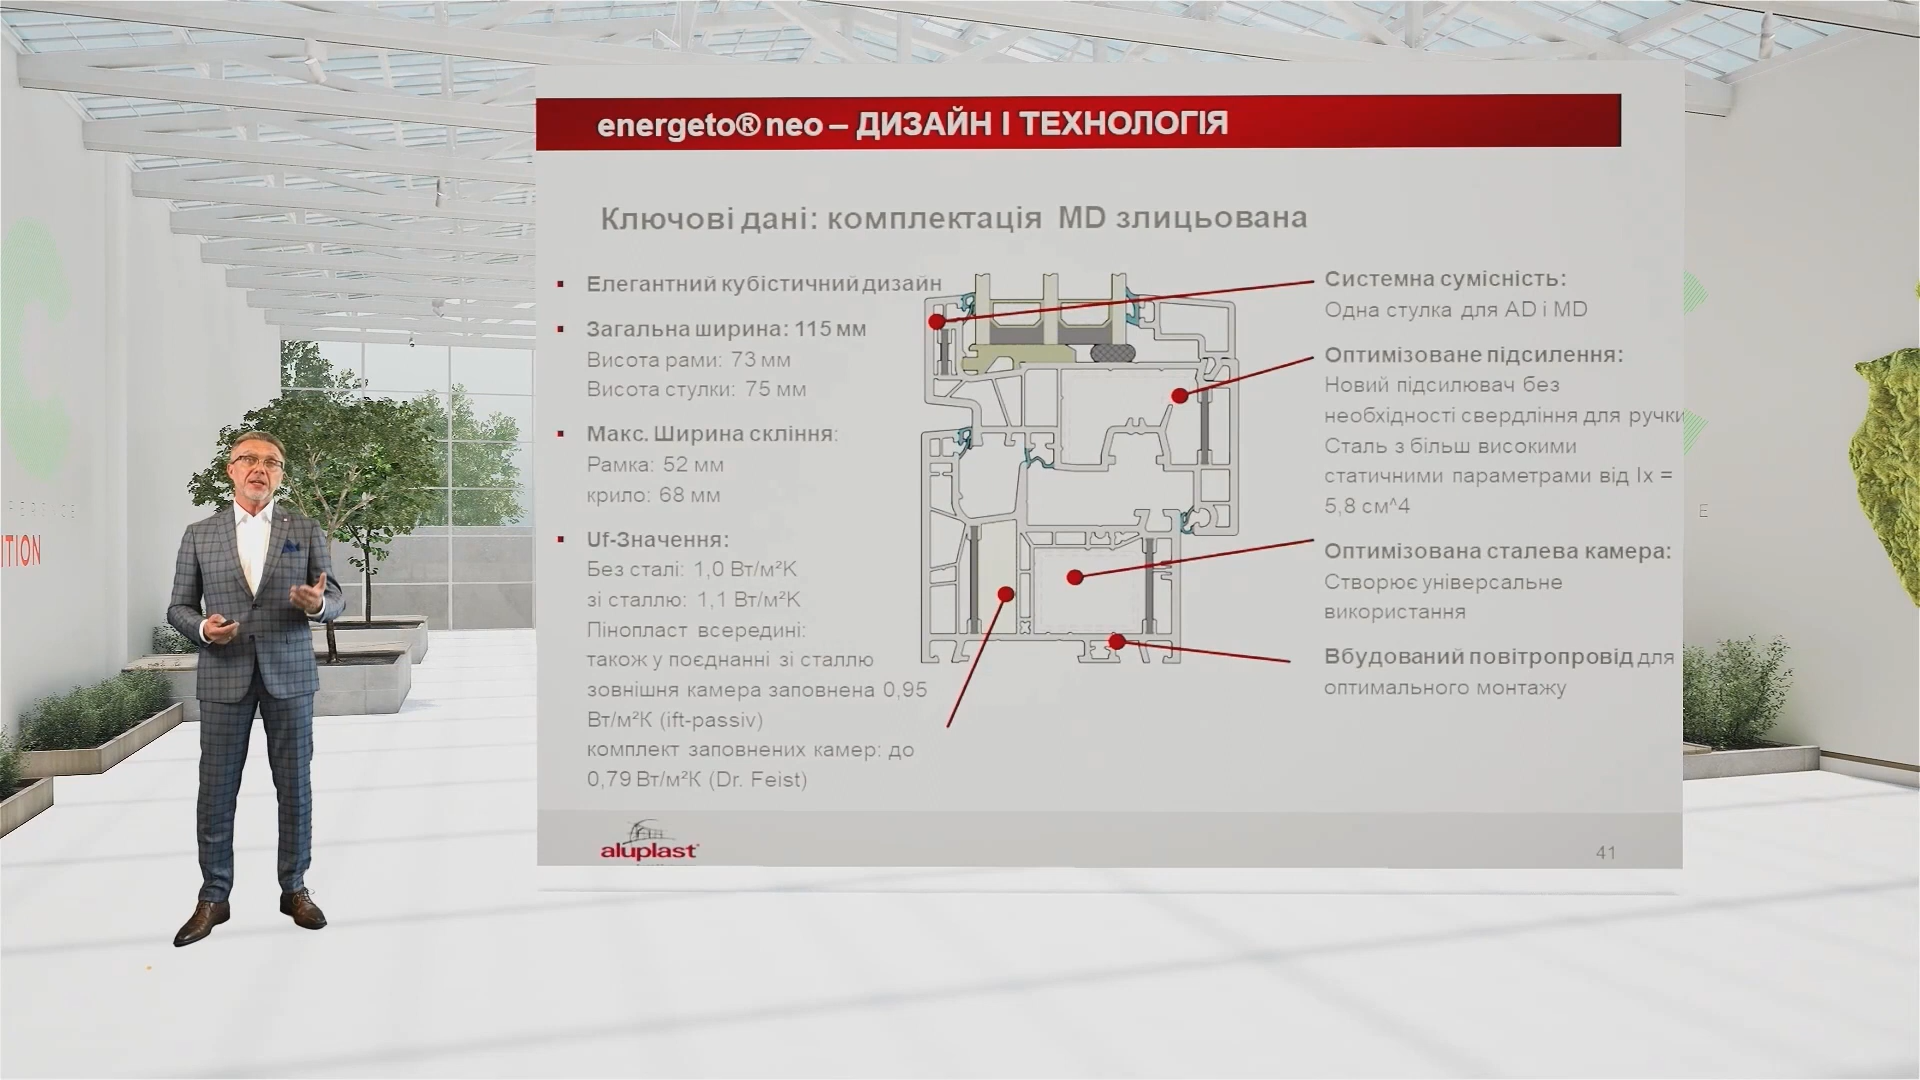 energeto® neo – ДИЗАЙН І ТЕХНОЛОГІЯ
Ключові дані: комплектація MD злицьована
Елегантний кубістичний дизайн
Загальна ширина: 115 мм
Висота рами: 73 мм
Висота стулки: 75 мм
Макс. Ширина скління:
Рамка: 52 мм
крило: 68 мм
Uf-Значення:
Без сталі: 1,0 Вт/м²K
зі сталлю: 1,1 Вт/м²K
Пінопласт всередині:
також у поєднанні зі сталлю
зовнішня камера заповнена 0,95
Вт/м²K (ift-passiv)
комплект заповнених камер: до
0,79 Вт/м²K (Dr. Feist)
Системна сумісність:
Одна стулка для AD і MD
Оптимізоване підсилення:
Новий підсилювач без
необхідності свердління для ручки
Сталь з більш високими
статичними параметрами від Ix =
5,8 см^4
Оптимізована сталева камера:
Створює універсальне
використання
Вбудований повітропровід для
оптимального монтажу
aluplast
41
ITION
E